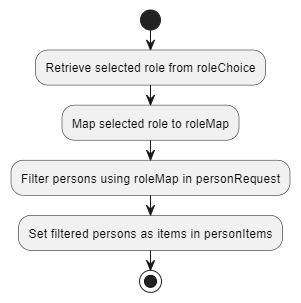 Retrieve selected role from roleChoice
Map selected role to roleMap
Filter persons using roleMap in personRequest
Set filtered persons as items in personItems